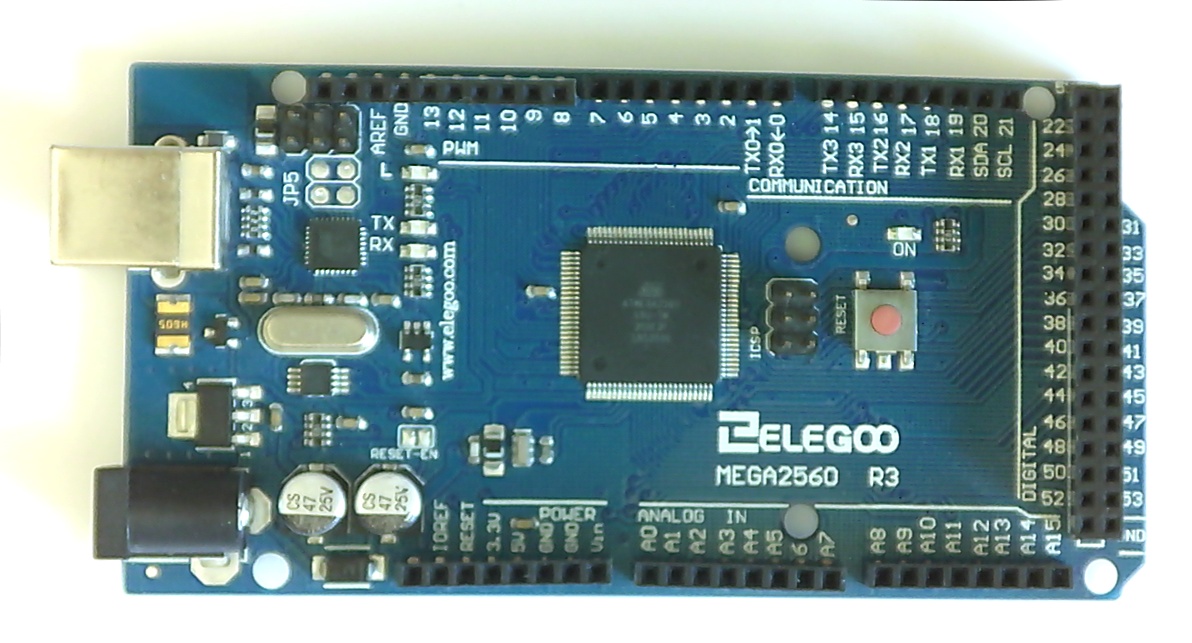 AREF
GND
13
12
11
10
9
8
7
6
5
4
3
2
TX0→1
RX0←0
TX3 14
RX3 15
TX2 16
RX2 17
TX1 18
RX1 19
SDA 20
SCL 21
PWM
COMMUNICATION
JP5
L
TX
RX
ON
www.elegoo.com
ICSP
RESET
22
24
26
28
30
32
34
36
38
40
42
44
46
48
50
52
31
33
35
37
39
41
43
45
47
49
51
53
DIGITAL
ELEGOO
MEGA2560 R3
RESET-EN
CS
47
25V
CS
47
25V
IOREF
RESET
3.3V
5V
GND
GND
Vin
POWER
ANALOG IN
A0
A1
A2
A3
A4
A5
6
A7
A8
A9
A10
A11
A12
A13
A14
A15
ND